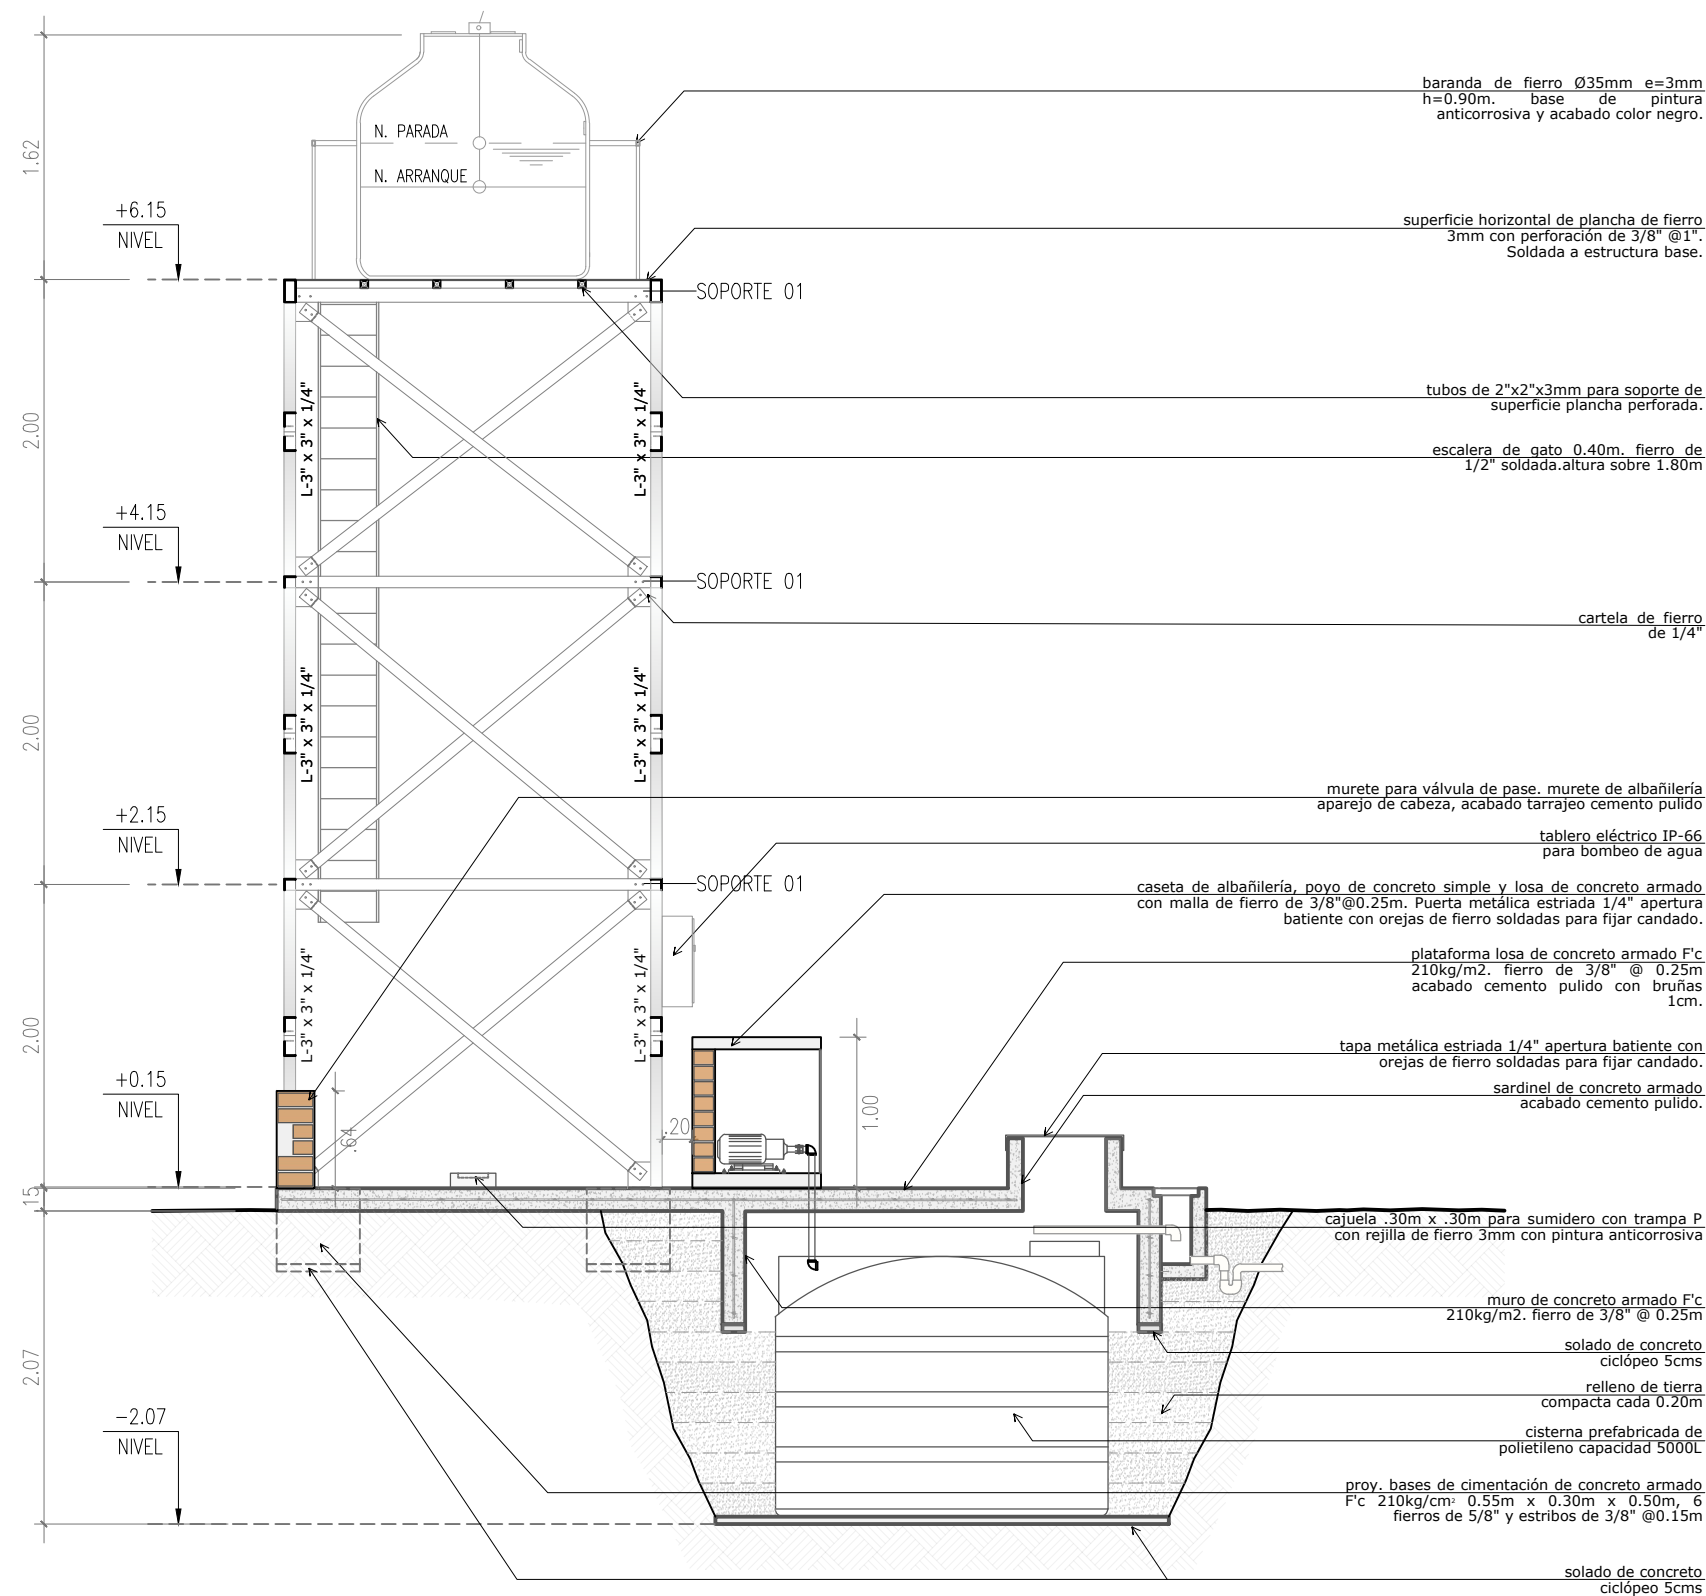 baranda de fierro Ø35mm e=3mm
h=0.90m. base de pintura
anticorrosiva y acabado color negro.
N. PARADA
N. ARRANQUE
1.62
+6.15
NIVEL
superficie horizontal de plancha de fierro
3mm con perforación de 3/8" @1".
Soldada a estructura base.
SOPORTE 01
tubos de 2"x2"x3mm para soporte de
superficie plancha perforada.
L-3" x 3" x 1/4"
L-3" x 3" x 1/4"
2.00
escalera de gato 0.40m. fierro de
1/2" soldada.altura sobre 1.80m
+4.15
NIVEL
SOPORTE 01
cartela de fierro
de 1/4"
L-3" x 3" x 1/4"
L-3" x 3" x 1/4"
2.00
murete para válvula de pase. murete de albañilería
aparejo de cabeza, acabado tarrajeo cemento pulido
+2.15
NIVEL
tablero eléctrico IP-66
para bombeo de agua
SOPORTE 01
caseta de albañilería, poyo de concreto simple y losa de concreto armado
con malla de fierro de 3/8"@0.25m. Puerta metálica estriada 1/4" apertura
batiente con orejas de fierro soldadas para fijar candado.
L-3" x 3" x 1/4"
L-3" x 3" x 1/4"
2.00
plataforma losa de concreto armado F'c
210kg/m2. fierro de 3/8" @ 0.25m
acabado cemento pulido con bruñas
1cm.
tapa metálica estriada 1/4" apertura batiente con
orejas de fierro soldadas para fijar candado.
+0.15
NIVEL
sardinel de concreto armado
acabado cemento pulido.
.64
.20
1.00
.15
cajuela .30m x .30m para sumidero con trampa P
con rejilla de fierro 3mm con pintura anticorrosiva
muro de concreto armado F'c
210kg/m2. fierro de 3/8" @ 0.25m
2.07
solado de concreto
ciclópeo 5cms
relleno de tierra
compacta cada 0.20m
-2.07
NIVEL
cisterna prefabricada de
polietileno capacidad 5000L
proy. bases de cimentación de concreto armado
F'c 210kg/cm² 0.55m x 0.30m x 0.50m, 6
fierros de 5/8" y estribos de 3/8" @0.15m
solado de concreto
ciclópeo 5cms